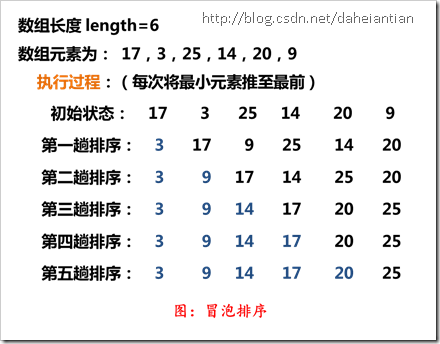 http://blog.csdn.net/daheiantian
数组长度 length=6
数组元素为： 17，3，25，14，20，9
执行过程：（每次将最小元素推至最前）
初始状态： 17 3 25 14 20 9
第一趟排序： 3 17 9 25 14 20
第二趟排序： 3 9 17 14 25 20
第三趟排序： 3 9 14 17 20 25
第四趟排序： 3 9 14 17 20 25
第五趟排序： 3 9 14 17 20 25
图：冒泡排序